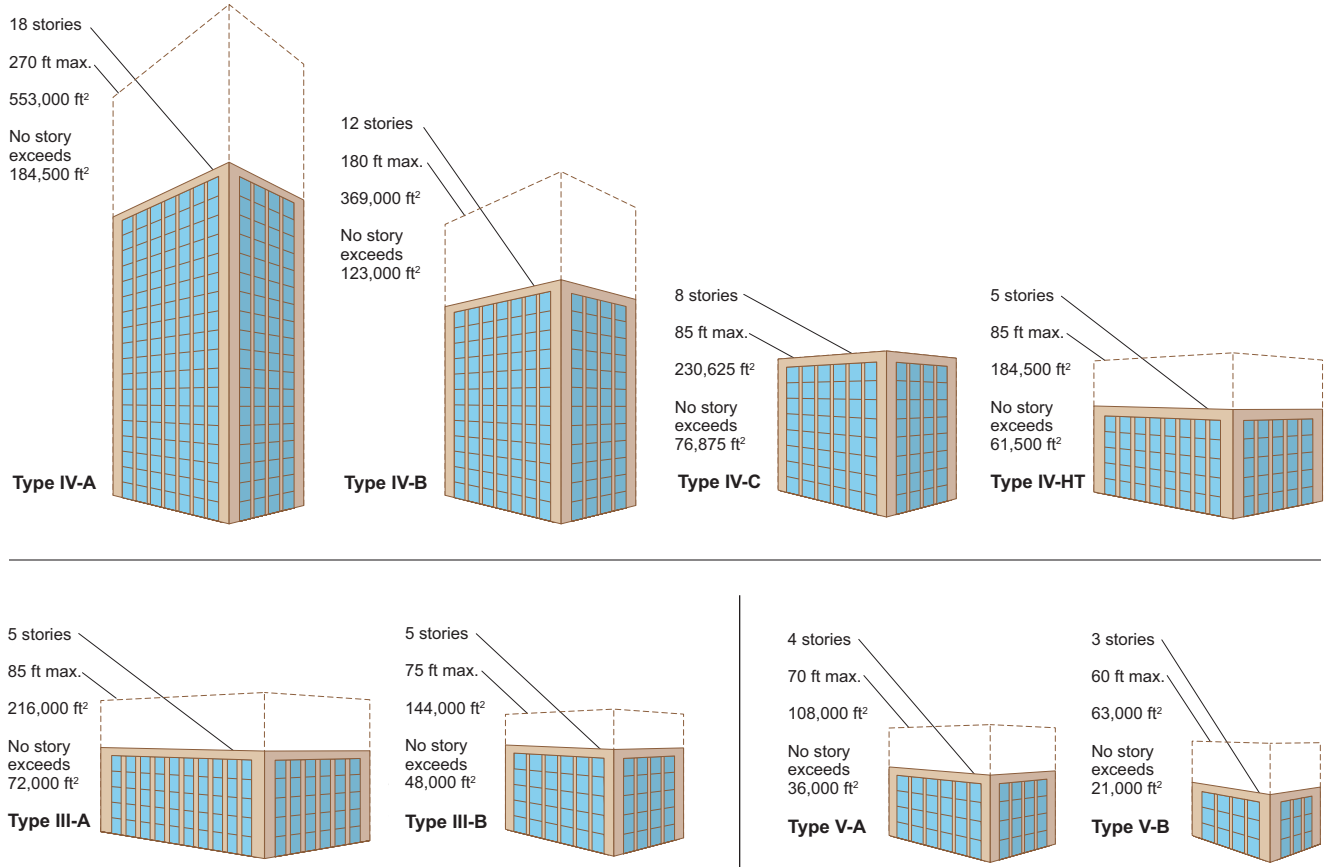 18 stories
270 ft max.
553,000 ft²
No story
exceeds
184,500 ft²
Type IV-A
12 stories
180 ft max.
369,000 ft²
No story
exceeds
123,000 ft²
Type IV-B
8 stories
85 ft max.
230,625 ft²
No story
exceeds
76,875 ft²
Type IV-C
5 stories
85 ft max.
184,500 ft²
No story
exceeds
61,500 ft²
Type IV-HT
5 stories
85 ft max.
216,000 ft²
No story
exceeds
72,000 ft²
Type III-A
5 stories
75 ft max.
144,000 ft²
No story
exceeds
48,000 ft²
Type III-B
4 stories
70 ft max.
108,000 ft²
No story
exceeds
36,000 ft²
Type V-A
3 stories
60 ft max.
63,000 ft²
No story
exceeds
21,000 ft²
Type V-B